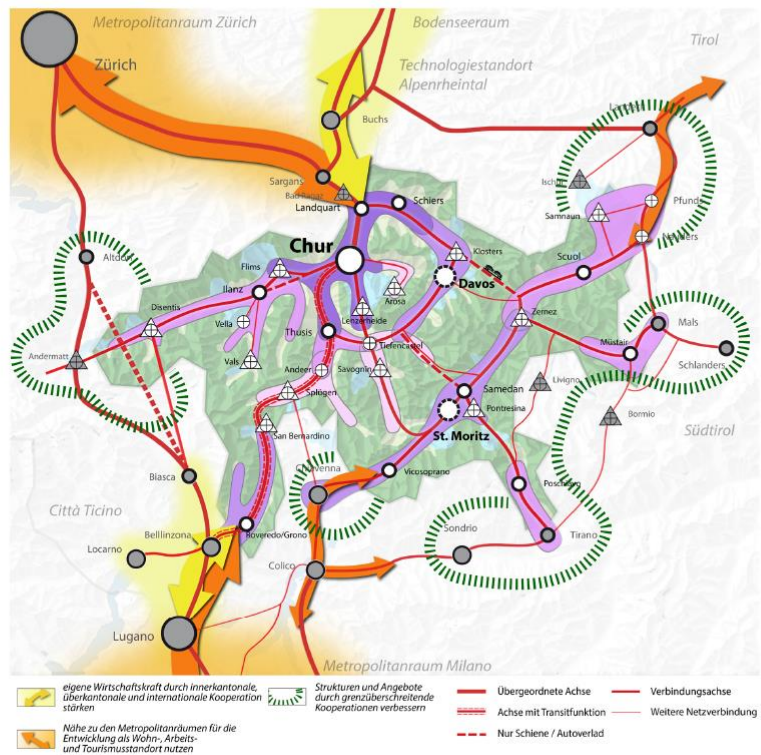 Metropolitanraum Zürich
Bodenseeraum
Tirol
Zürich
Technologiestandort
Alpenrheintal
Buchs
Landeck
Sargans
Bad Ragaz
Landquart
Schiers
Ischgl
Samnaun
Pfunds
Nauders
Chur
Klosters
Scuol
Altdorf
Flims
Davos
Ilanz
Arosa
Disentis
Zernez
Mals
Vella
Lenzerheide
Thusis
Tiefencastel
Müstair
Andermatt
Vals
Andeer
Savognin
Schlanders
Splügen
Samedan
Livigno
Pontresina
Bormio
San Bernardino
St. Moritz
Südtirol
Chiavenna
Vicosoprano
Biasca
Poschiavo
Città Ticino
Belllinzona
Roveredo/Grono
Sondrio
Tirano
Locarno
Colico
Lugano
Metropolitanraum Milano
eigene Wirtschaftskraft durch innerkantonale,
überkantonale und internationale Kooperation
stärken
Nähe zu den Metropolitanräumen für die
Entwicklung als Wohn-, Arbeits-
und Tourismusstandort nutzen
Strukturen und Angebote
durch grenzüberschreitende
Kooperationen verbessern
Übergeordnete Achse
Achse mit Transitfunktion
Nur Schiene / Autoverlad
Verbindungsachse
Weitere Netzverbindung